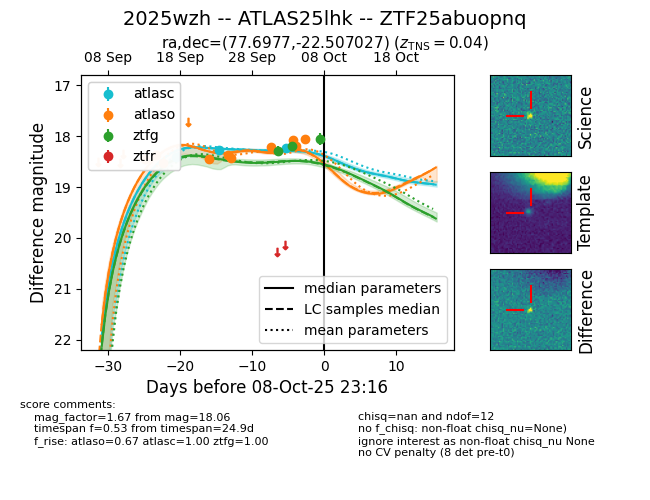 2025wzh -- ATLAS25lhk -- ZTF25abuopnq
ra,dec=(77.6977,-22.507027) (z_TNS = 0.04)
08 Sep 18 Sep 28 Sep 08 Oct 18 Oct
17
18
19
20
21
22
Difference magnitude
atlasc
atlaso
ztfg
ztfr
median parameters
LC samples median
mean parameters
−30 −20 −10 0 10
Days before 08-Oct-25 23:16
Science
Template
Difference
score comments:
mag_factor=1.67 from mag=18.06
timespan f=0.53 from timespan=24.9d
f_rise: atlaso=0.67 atlasc=1.00 ztfg=1.00
chisq=nan and ndof=12
no f_chisq: non-float chisq_nu=None)
ignore interest as non-float chisq_nu None
no CV penalty (8 det pre-t0)